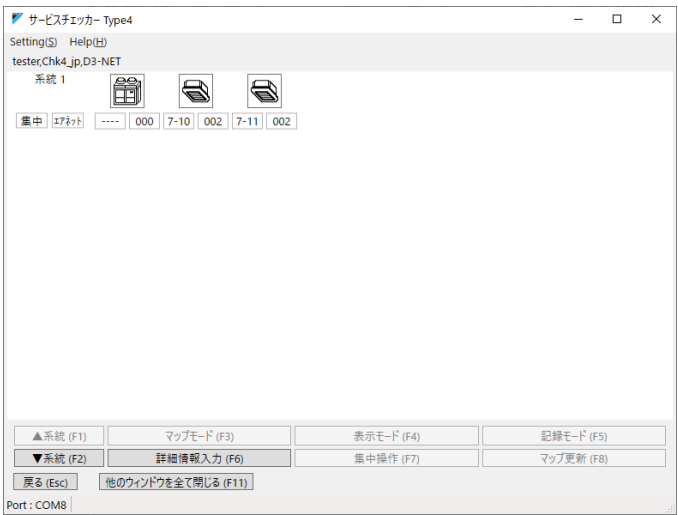 サービスチェッカー Type4
Setting(S) Help(H)
tester,Chk4_jp,D3-NET
系統 1
集中 エアネット ---- 000 7-10 002 7-11 002
▲系統 (F1) マップモード (F3) 表示モード (F4) 記録モード (F5)
▼系統 (F2) 詳細情報入力 (F6) 集中操作 (F7) マップ更新 (F8)
戻る (Esc) 他のウィンドウを全て閉じる (F11)
Port : COM8